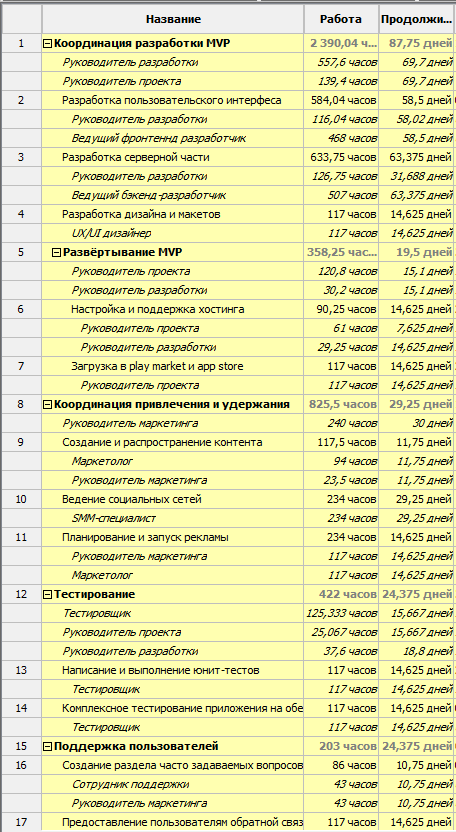 Название Работа Продолжи...
1 Координация разработки MVP 2 390,04 ч... 87,75 дней
Руководитель разработки 557,6 часов 69,7 дней
Руководитель проекта 139,4 часов 69,7 дней
2 Разработка пользовательского интерфеса 584,04 часов 58,5 дней
Руководитель разработки 116,04 часов 58,02 дней
Ведущий фронтеннд разработчик 468 часов 58,5 дней
3 Разработка серверной части 633,75 часов 63,375 дней
Руководитель разработки 126,75 часов 31,688 дней
Ведущий бэкенд-разработчик 507 часов 63,375 дней
4 Разработка дизайна и макетов 117 часов 14,625 дней
UX/UI дизайнер 117 часов 14,625 дней
5 Развёртывание MVP 358,25 час... 19,5 дней
Руководитель проекта 120,8 часов 15,1 дней
Руководитель разработки 30,2 часов 15,1 дней
6 Настройка и поддержка хостинга 90,25 часов 14,625 дней
Руководитель проекта 61 часов 7,625 дней
Руководитель разработки 29,25 часов 14,625 дней
7 Загрузка в play market и app store 117 часов 14,625 дней
Руководитель проекта 117 часов 14,625 дней
8 Координация привлечения и удержания 825,5 часов 29,25 дней
Руководитель маркетинга 240 часов 30 дней
9 Создание и распространение контента 117,5 часов 11,75 дней
Маркетолог 94 часов 11,75 дней
Руководитель маркетинга 23,5 часов 11,75 дней
10 Ведение социальных сетей 234 часов 29,25 дней
SMM-специалист 234 часов 29,25 дней
11 Планирование и запуск рекламы 234 часов 14,625 дней
Руководитель маркетинга 117 часов 14,625 дней
Маркетолог 117 часов 14,625 дней
12 Тестирование 422 часов 24,375 дней
Тестировщик 125,333 часов 15,667 дней
Руководитель проекта 25,067 часов 15,667 дней
Руководитель разработки 37,6 часов 18,8 дней
13 Написание и выполнение юнит-тестов 117 часов 14,625 дней
Тестировщик 117 часов 14,625 дней
14 Комплексное тестирование приложения на обе 117 часов 14,625 дней
Тестировщик 117 часов 14,625 дней
15 Поддержка пользователей 203 часов 24,375 дней
16 Создание раздела часто задаваемых вопросов 86 часов 10,75 дней
Сотрудник поддержки 43 часов 10,75 дней
Руководитель маркетинга 43 часов 10,75 дней
17 Предоставление пользователям обратной связ 117 часов 14,625 дней